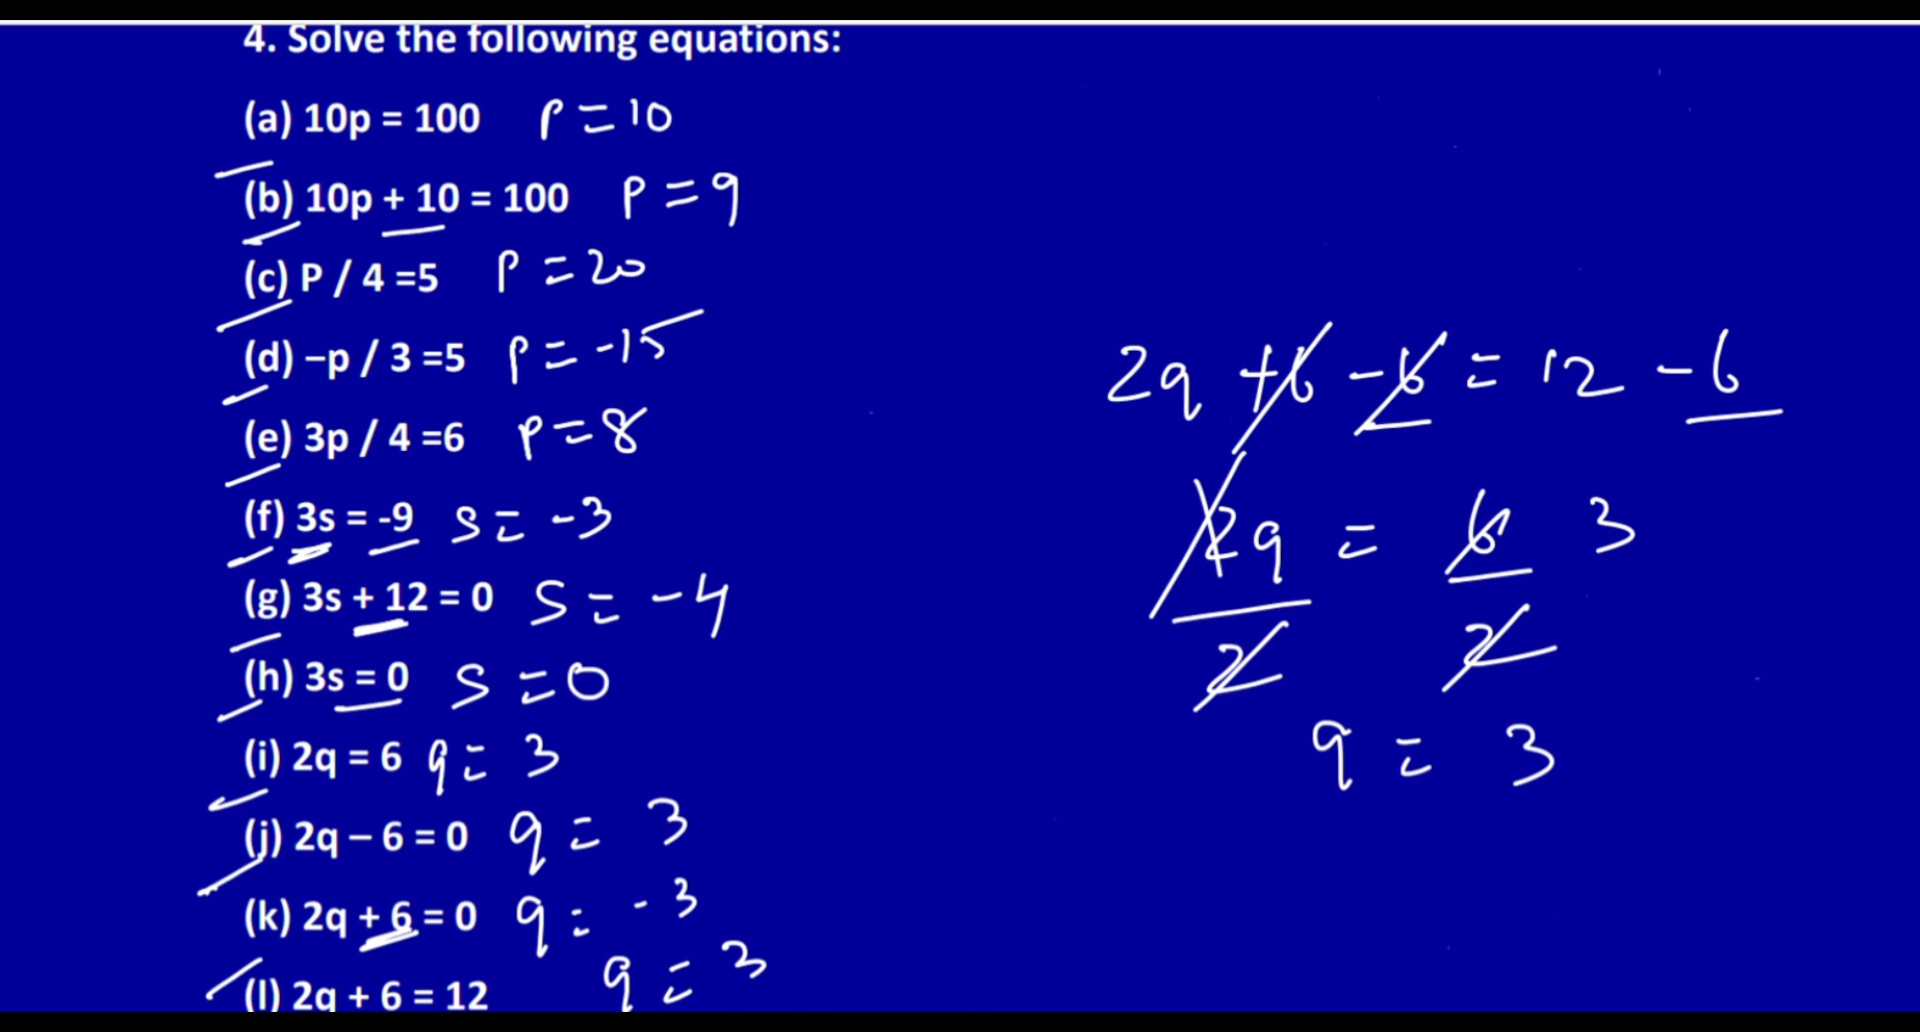 4. Solve the following equations:
(a) 10p = 100 p = 10
(b) 10p + 10 = 100 p = 9
(c) P / 4 =5 p = 20
(d) –p / 3 =5 p = -15
(e) 3p / 4 =6 p = 8
(f) 3s = -9 s = -3
(g) 3s + 12 = 0 s = -4
(h) 3s = 0 s = 0
(i) 2q = 6 q = 3
(j) 2q – 6 = 0 q = 3
(k) 2q + 6 = 0 q = -3
(l) 2q + 6 = 12 q = 3
2q +6 -6 = 12 -6
2q = 6 3
2 2
q = 3